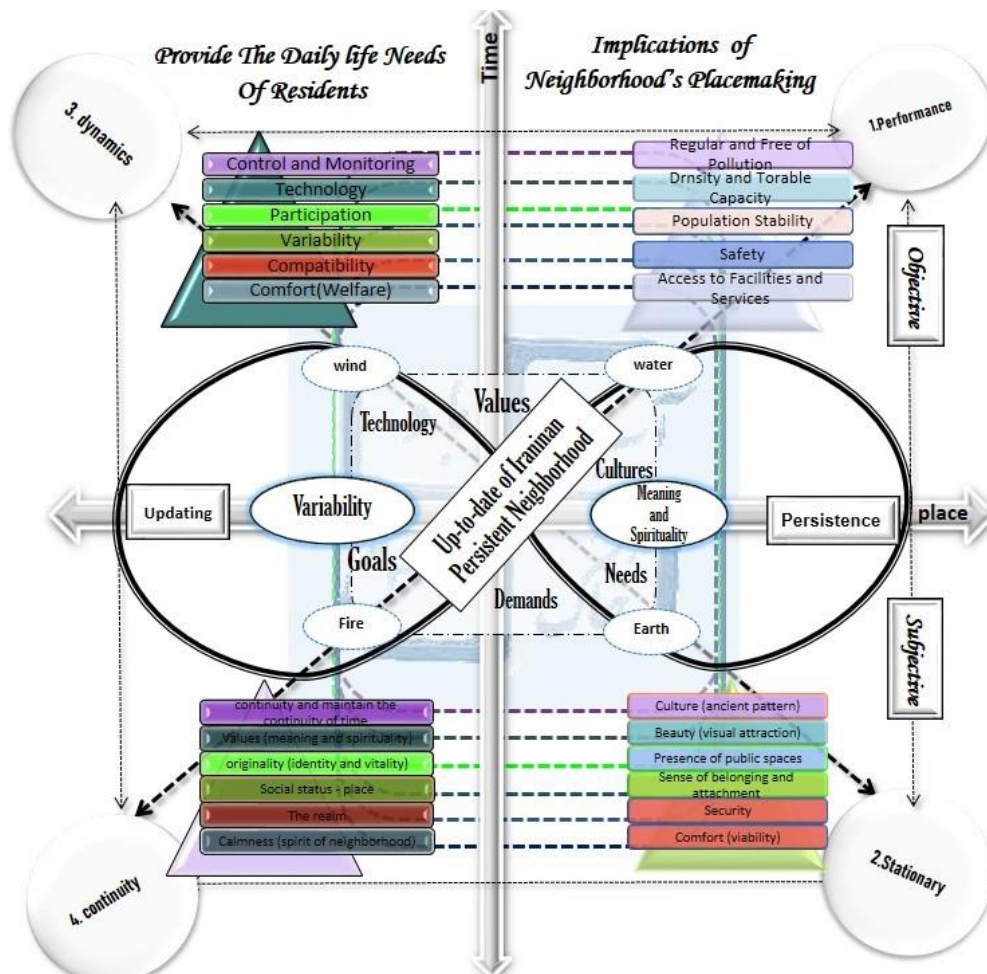 Provide The Daily life Needs
Of Residents
Time
Implications of
Neighborhood's Placemaking
3. dynamics
1.Performance
Control and Monitoring
Technology
Participation
Variability
Compatibility
Comfort(Welfare)
Regular and Free of
Pollution
Drnsity and Torable
Capacity
Population Stability
Safety
Access to Facilities and
Services
Objective
wind
water
Values
Technology
Cultures
Up-to-date of Iraniman
Persistent Neighborhood
Updating
Variability
Meaning
and
Spirituality
Persistence
place
Goals
Needs
Demands
Fire
Earth
Subjective
continuity and maintain the
continuity of time
Values (meaning and spirituality)
originality (identity and vitality)
Social status - place
The realm
Calmness (spirit of neighborhood)
Culture (ancient pattern)
Beauty (visual attraction)
Presence of public spaces
Sense of belonging and
attachment
Security
Comfort (viability)
4. continuity
2.Stationary